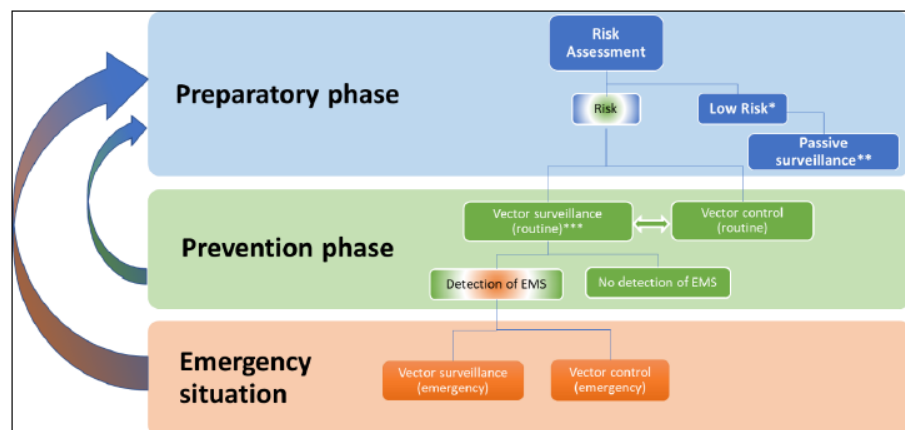 Risk
Assessment
Preparatory phase
Risk
Low Risk*
Passive
surveillance**
Vector surveillance
(routine)***
Vector control
(routine)
Prevention phase
Detection of EMS
No detection of EMS
Emergency
situation
Vector surveillance
(emergency)
Vector control
(emergency)